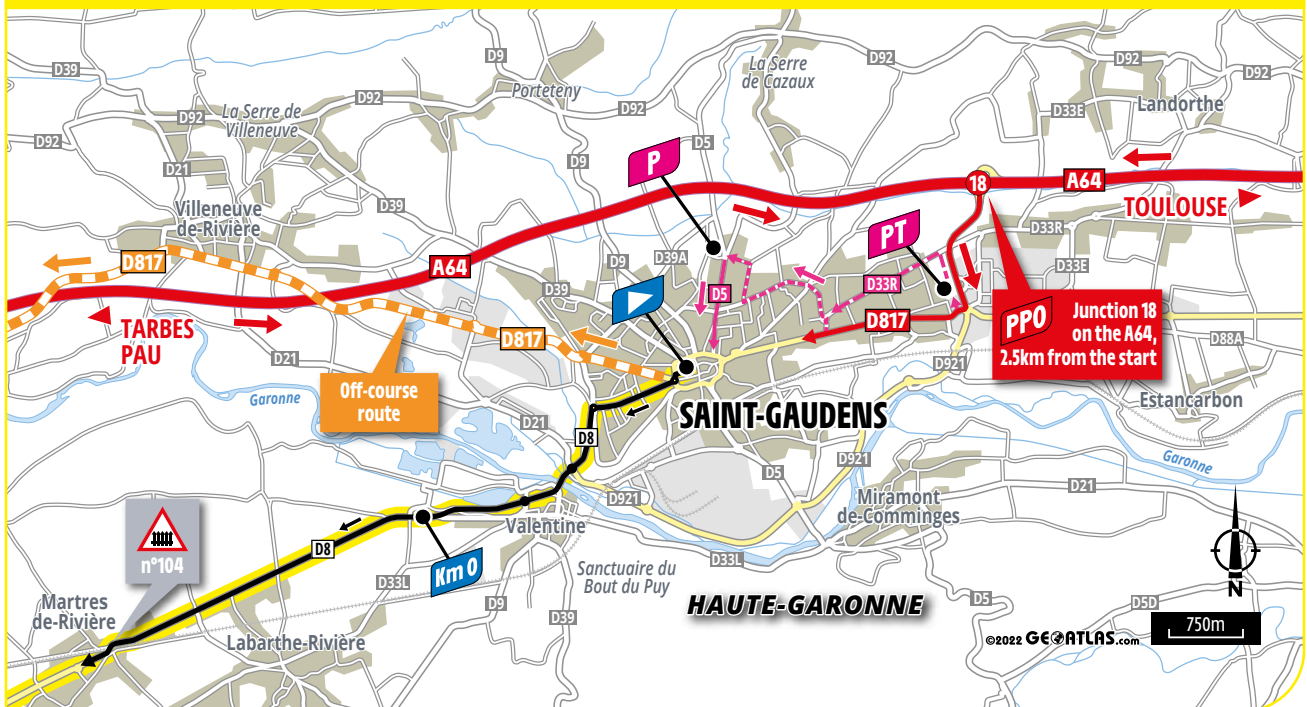 D9
D39
D92
La Serre
de Cazaux
D92
D92
D92
Porteteny
D92
D33E
Landorthe
La Serre de
Villeneuve
D92
D92
D92
D5
P
D9
D21
18
A64
TOULOUSE
Villeneuve
de-Rivière
D39
PT
D33R
D817
A64
D9
D39A
D33R
D33E
D39
D5
PPO
Junction 18
on the A64,
2.5km from the start
TARBES
PAU
D817
D817
D21
D88A
D921
Off-course
route
Garonne
SAINT-GAUDENS
Estancarbon
D21
D8
D5
D921
Garonne
D921
D21
Miramont
de-Comminges
Valentine
n°104
D8
Km 0
D33L
D33L
Sanctuaire du
Bout du Puy
N
Martres
de-Rivière
D9
HAUTE-GARONNE
D5
D5D
D39
Labarthe-Rivière
750m
©2022 GEOATLAS.com